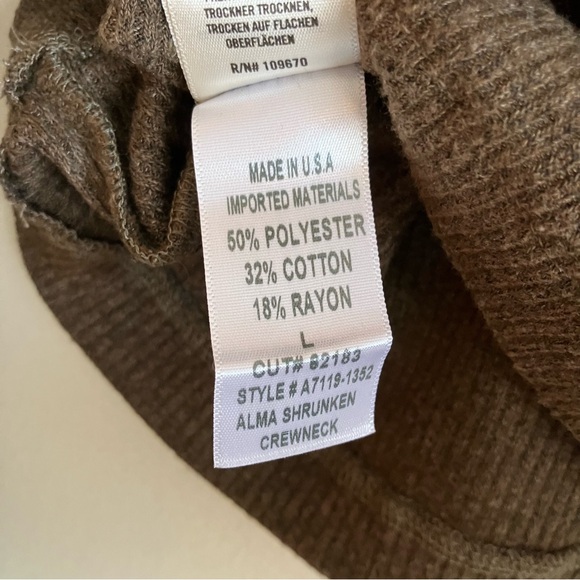 TROCKNER TROCKNEN,
TROCKEN AUF FLACHEN
OBERFLÄCHEN
R/N# 109670
MADE IN U.S.A
IMPORTED MATERIALS
50% POLYESTER
32% COTTON
18% RAYON
L
CUT# 82183
STYLE # A7119-1352
ALMA SHRUNKEN
CREWNECK